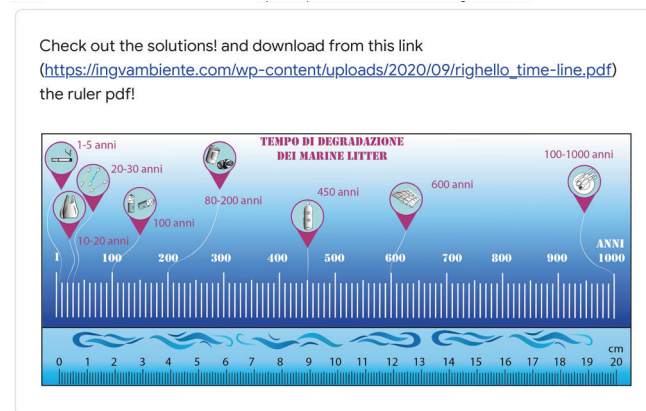 Check out the solutions! and download from this link
(https://ingvambiente.com/wp-content/uploads/2020/09/righello_time-line.pdf)
the ruler pdf!
TEMPO DI DEGRADAZIONE
DEI MARINE LITTER
1-5 anni
20-30 anni
10-20 anni
100 anni
80-200 anni
450 anni
600 anni
100-1000 anni
ANNI
1 100 200 300 400 500 600 700 800 900 1000
cm
0 1 2 3 4 5 6 7 8 9 10 11 12 13 14 15 16 17 18 19 20